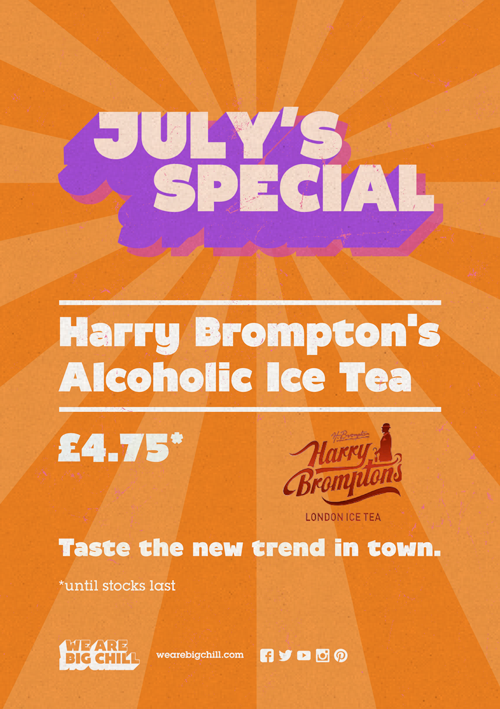 JULY'S
SPECIAL
Harry Brompton's
Alcoholic Ice Tea
£4.75*
Harry
Bromptons
LONDON ICE TEA
Taste the new trend in town.
*until stocks last
WE ARE
BIG CHILL
wearebigchill.com